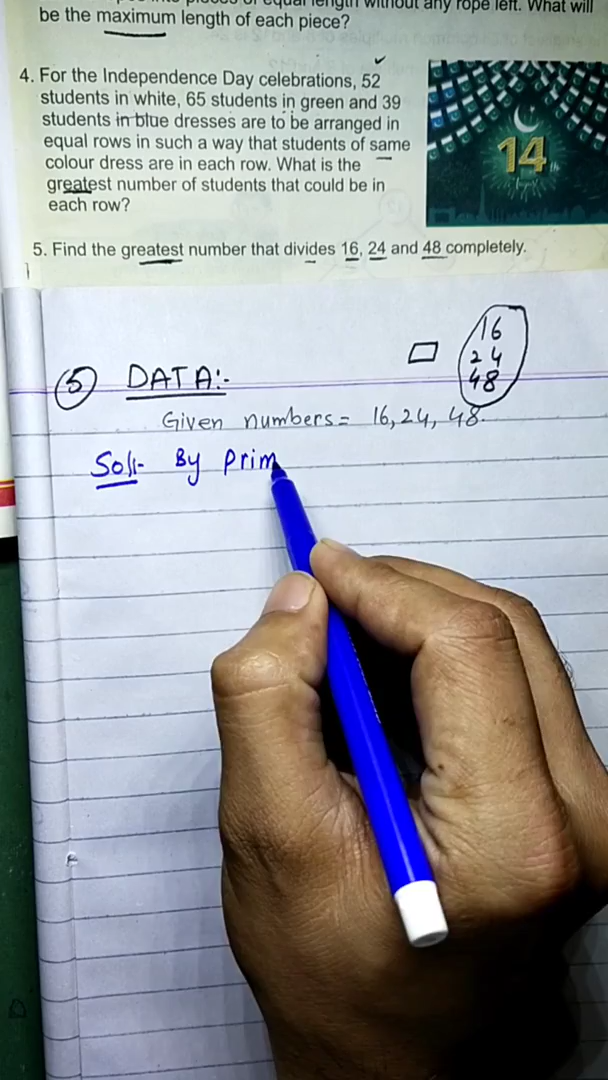 be the maximum length of each piece?
4. For the Independence Day celebrations, 52
students in white, 65 students in green and 39
students in blue dresses are to be arranged in
equal rows in such a way that students of same
colour dress are in each row. What is the
greatest number of students that could be in
each row?
14
5. Find the greatest number that divides 16, 24 and 48 completely.
16
24
48
5 DATA:-
Given numbers = 16, 24, 48.
Sol:- By Prim